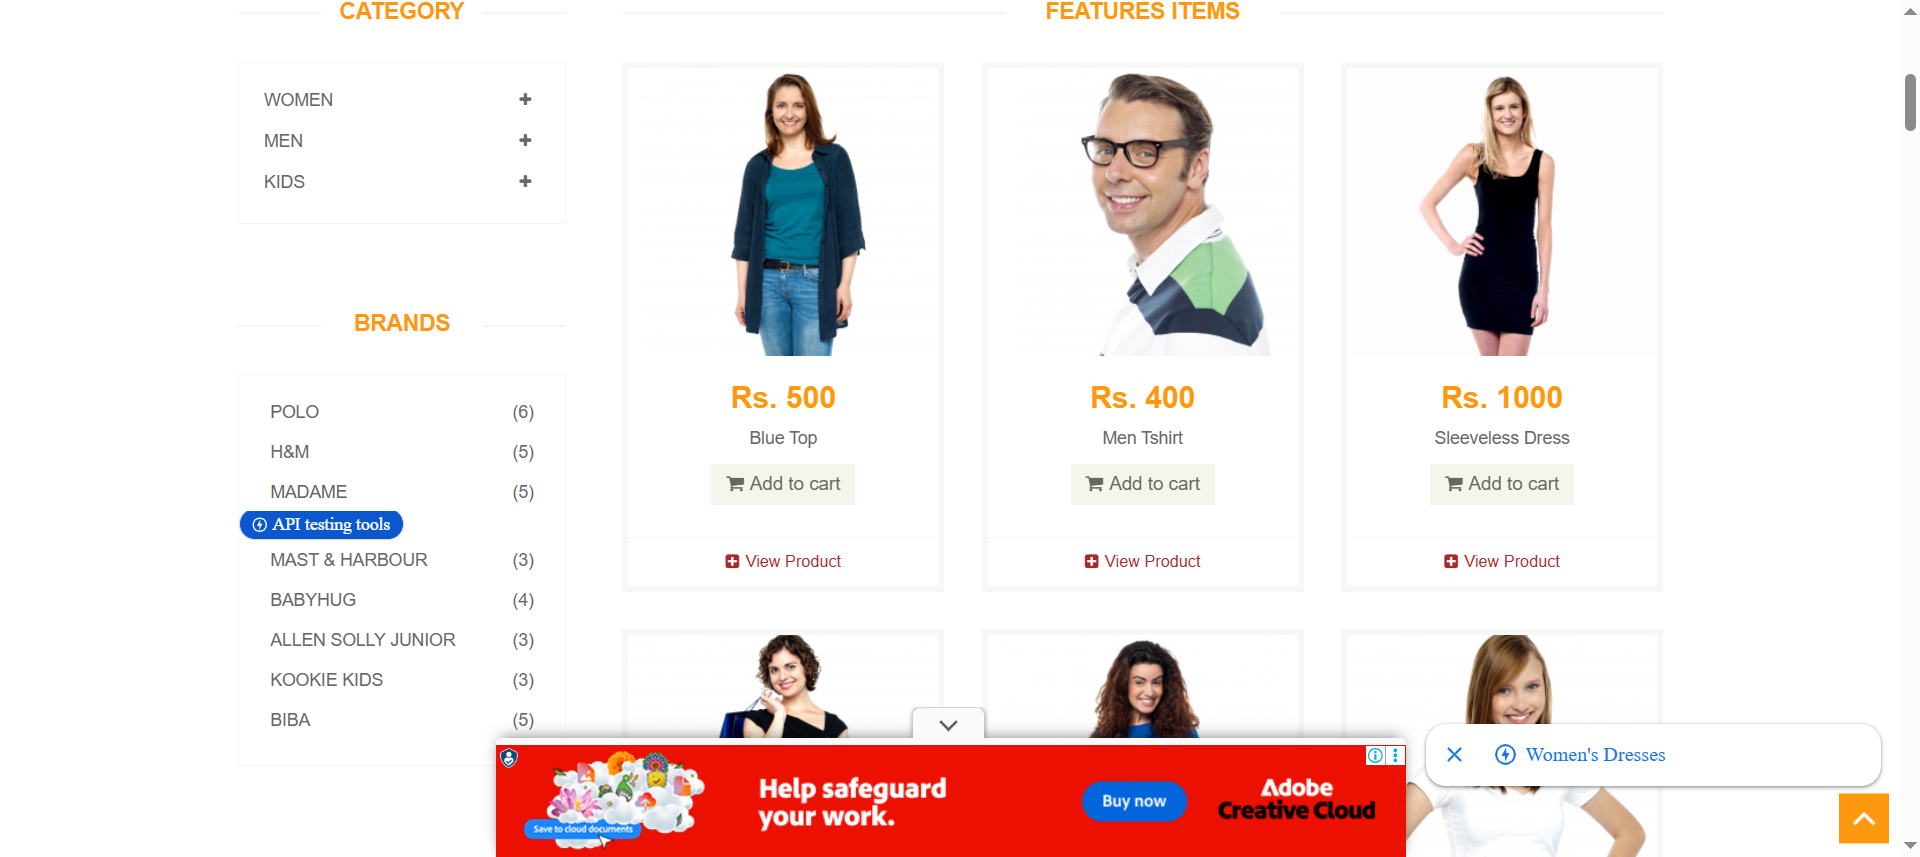 CATEGORY
WOMEN
MEN
KIDS
BRANDS
POLO (6)
H&M (5)
MADAME (5)
API testing tools
MAST & HARBOUR (3)
BABYHUG (4)
ALLEN SOLLY JUNIOR (3)
KOOKIE KIDS (3)
BIBA (5)
FEATURES ITEMS
Rs. 500
Blue Top
Add to cart
View Product
Rs. 400
Men Tshirt
Add to cart
View Product
Rs. 1000
Sleeveless Dress
Add to cart
View Product
Save to cloud documents
Help safeguard
your work.
Buy now
Adobe
Creative Cloud
Women's Dresses